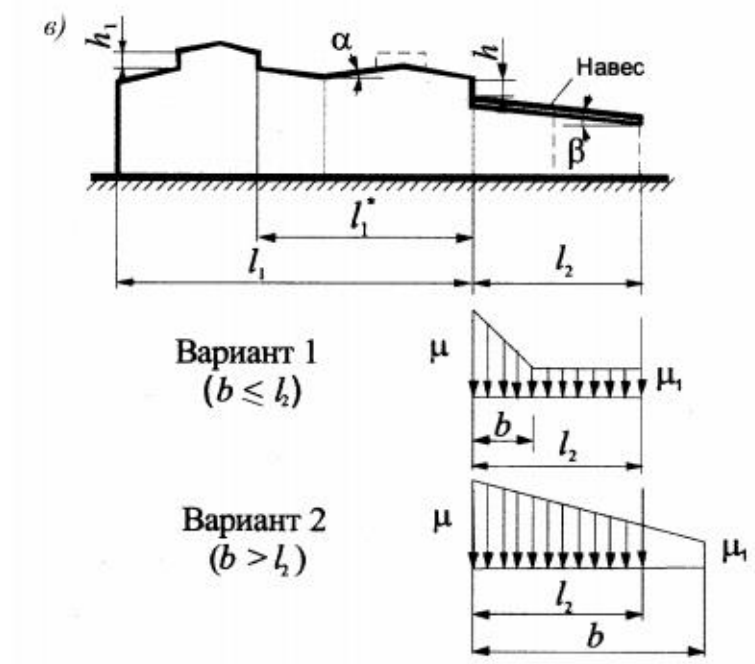 в)
h₁
α
h
Навес
β
l₁*
l₁
l₂
Вариант 1
(b ≤ l₂)
μ
μ₁
b
l₂
Вариант 2
(b > l₂)
μ
μ₁
l₂
b